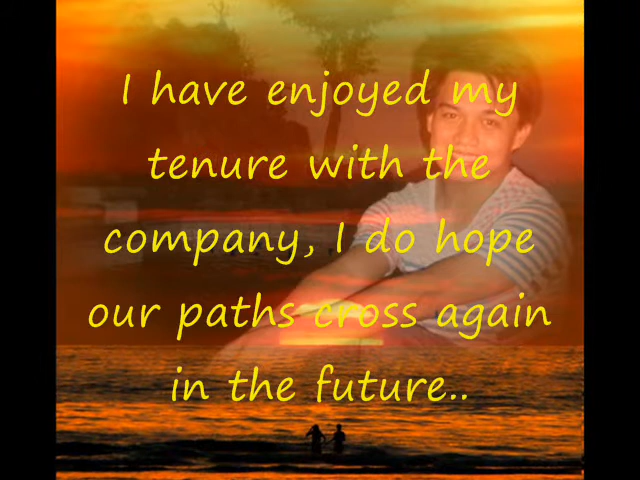 I have enjoyed my
tenure with the
company, I do hope
our paths cross again
in the future..